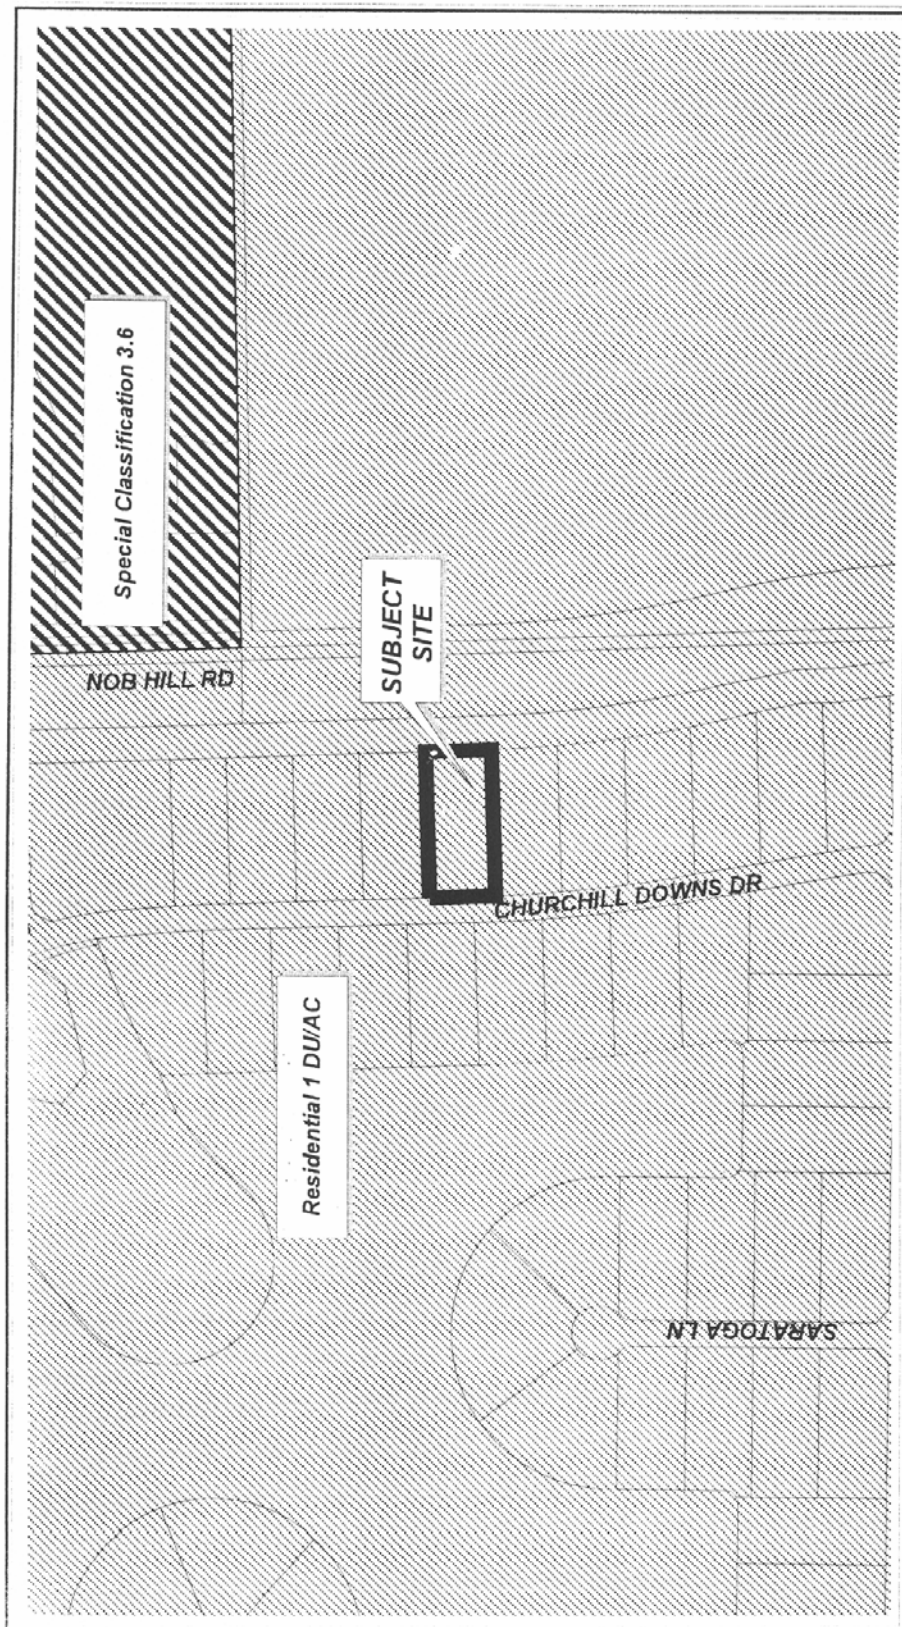 Special Classification 3.6
NOB HILL RD
SUBJECT
SITE
CHURCHILL DOWNS DR
Residential 1 DU/AC
SARATOGA LN